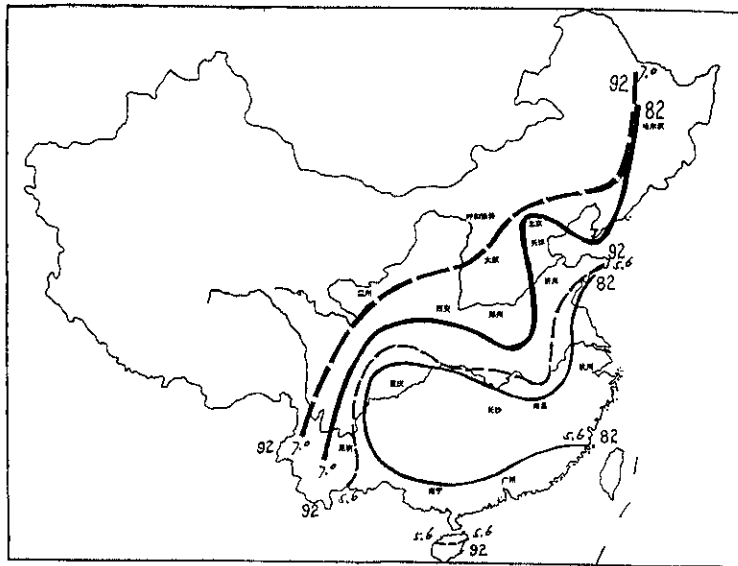 7.0
92
82
哈尔滨
呼和浩特
北京
天津
太原
济南
92
5.6
82
兰州
西安
郑州
杭州
重庆
长沙
南昌
昆明
92
7.0
7.0
5.6
82
92
5.6
南宁
广州
5.6
5.6
92